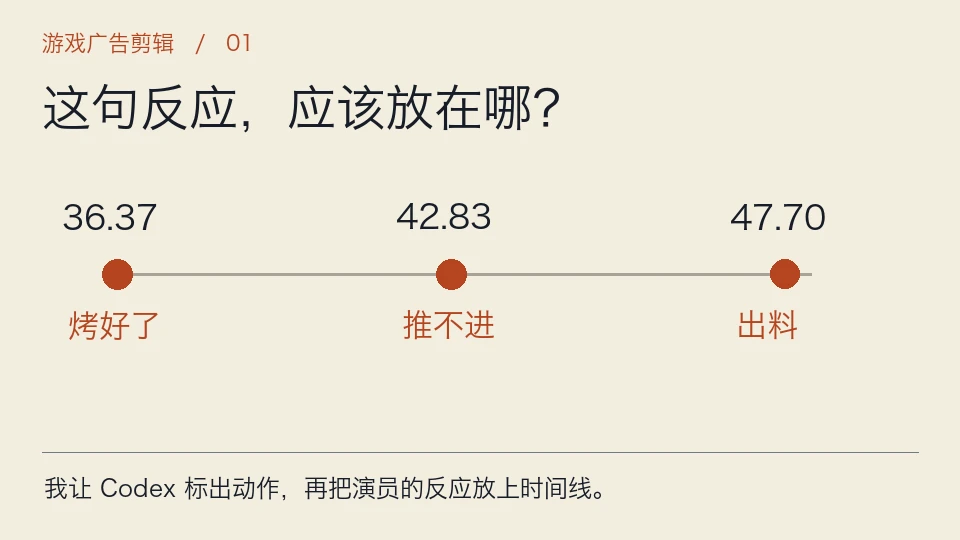 游戏广告剪辑 / 01
这句反应，应该放在哪？
36.37 42.83 47.70
烤好了 推不进 出料
我让 Codex 标出动作，再把演员的反应放上时间线。